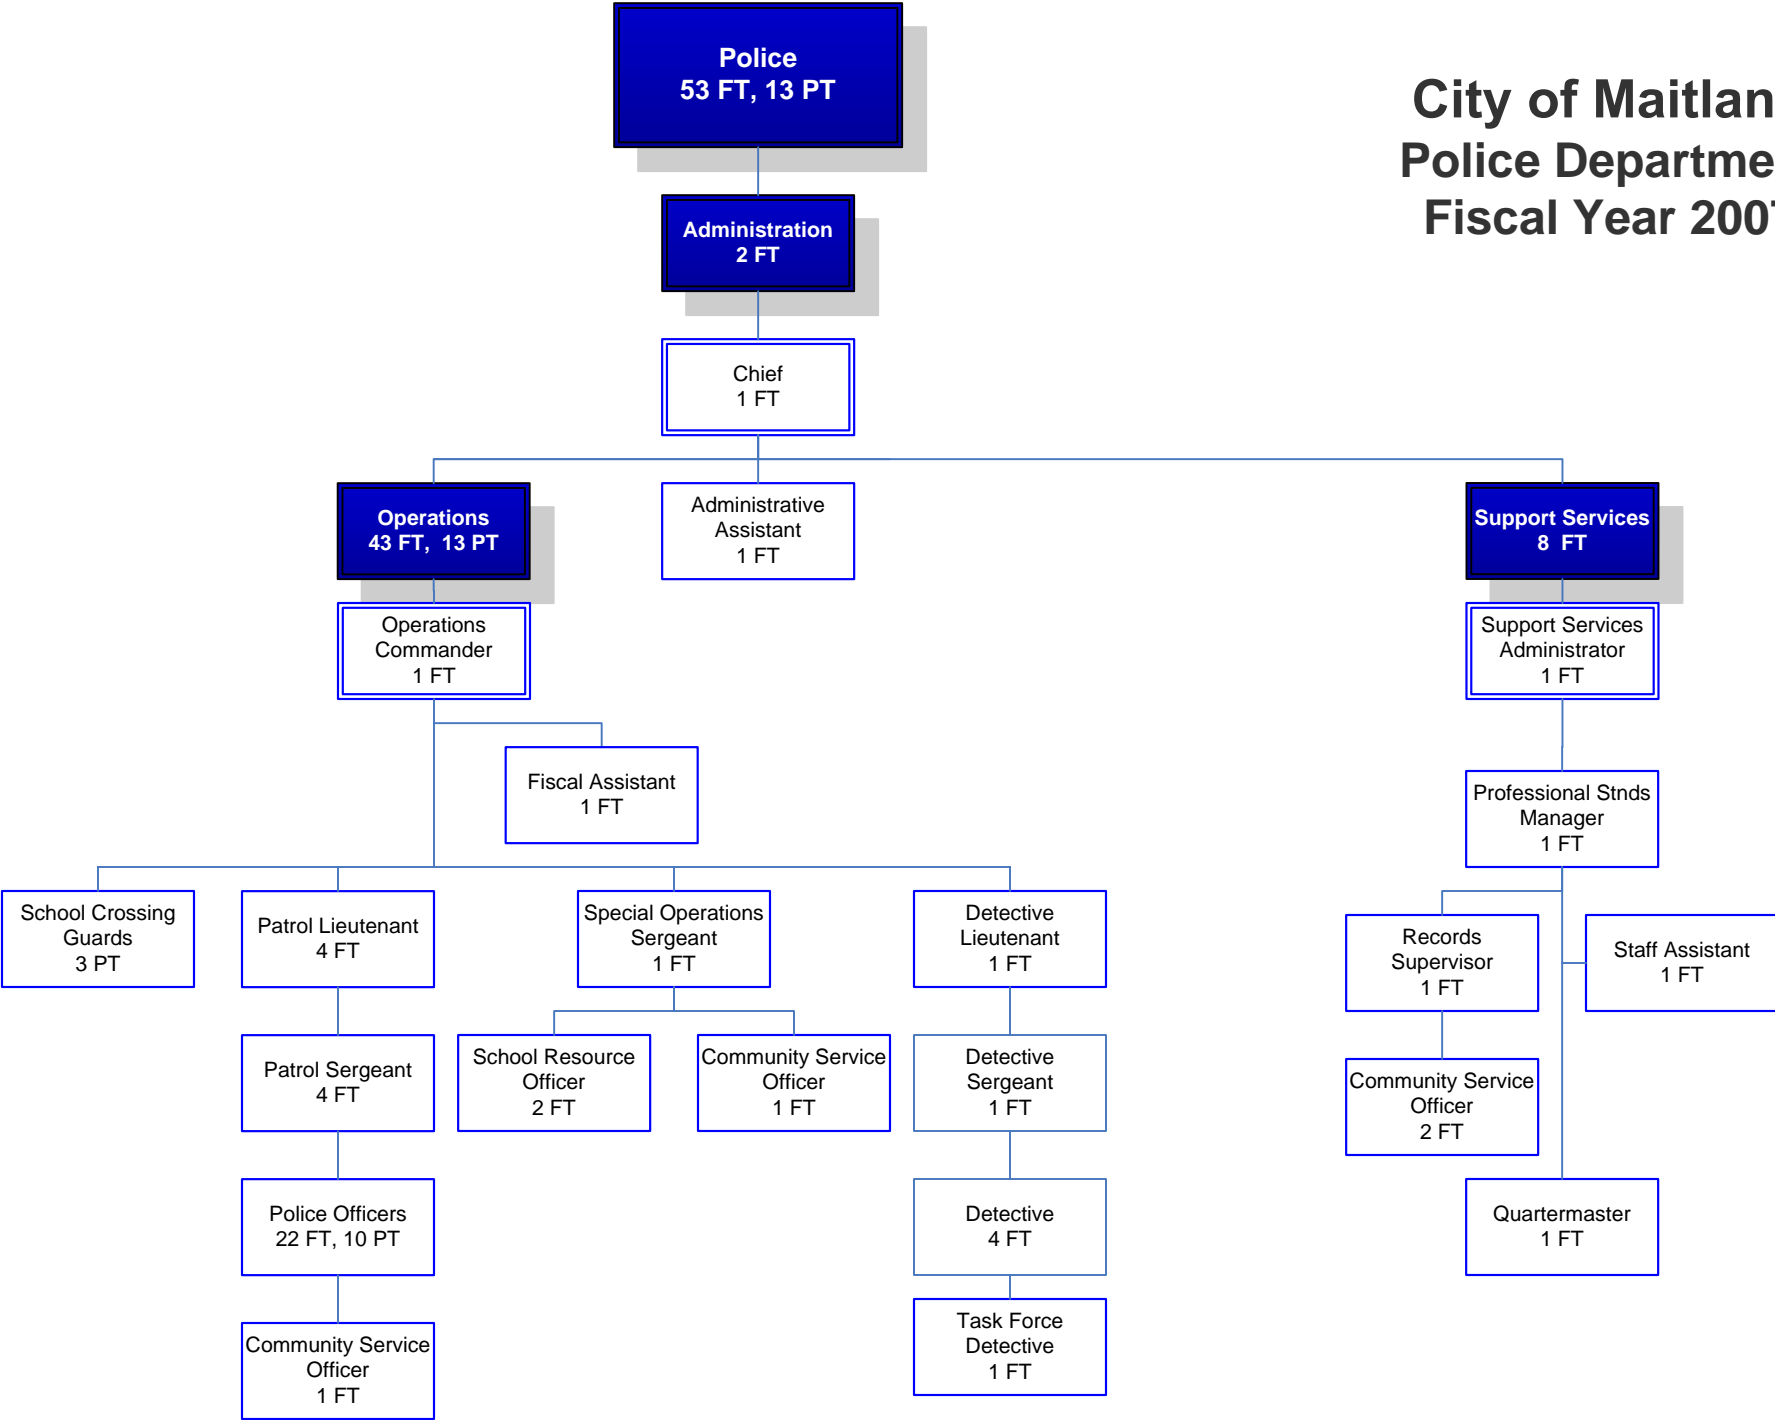 Police
53 FT, 13 PT
City of Maitlan
Police Departme
Fiscal Year 200
Administration
2 FT
Chief
1 FT
Operations
43 FT,  13 PT
Administrative
Assistant
1 FT
Support Services
8  FT
Operations
Commander
1 FT
Support Services
Administrator
1 FT
Fiscal Assistant
1 FT
Professional Stnds
Manager
1 FT
School Crossing
Guards
3 PT
Patrol Lieutenant
4 FT
Special Operations
Sergeant
1 FT
Detective
Lieutenant
1 FT
Records
Supervisor
1 FT
Staff Assistant
1 FT
Patrol Sergeant
4 FT
School Resource
Officer
2 FT
Community Service
Officer
1 FT
Detective
Sergeant
1 FT
Community Service
Officer
2 FT
Police Officers
22 FT, 10 PT
Detective
4 FT
Quartermaster
1 FT
Community Service
Officer
1 FT
Task Force
Detective
1 FT